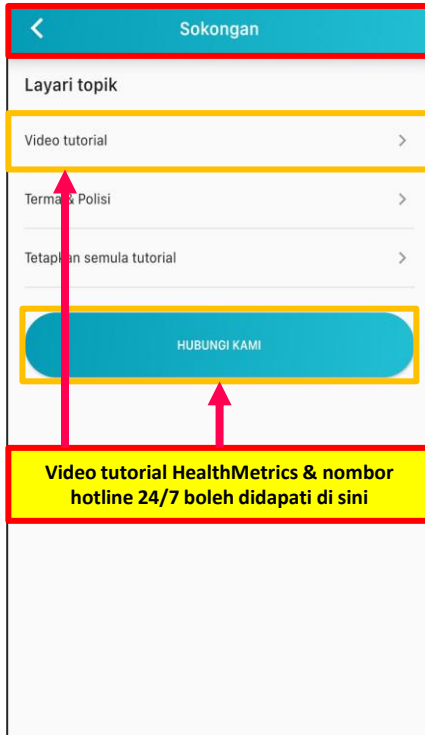 Sokongan
Layari topik
Video tutorial
Terma & Polisi
Tetapkan semula tutorial
HUBUNGI KAMI
Video tutorial HealthMetrics & nombor
hotline 24/7 boleh didapati di sini